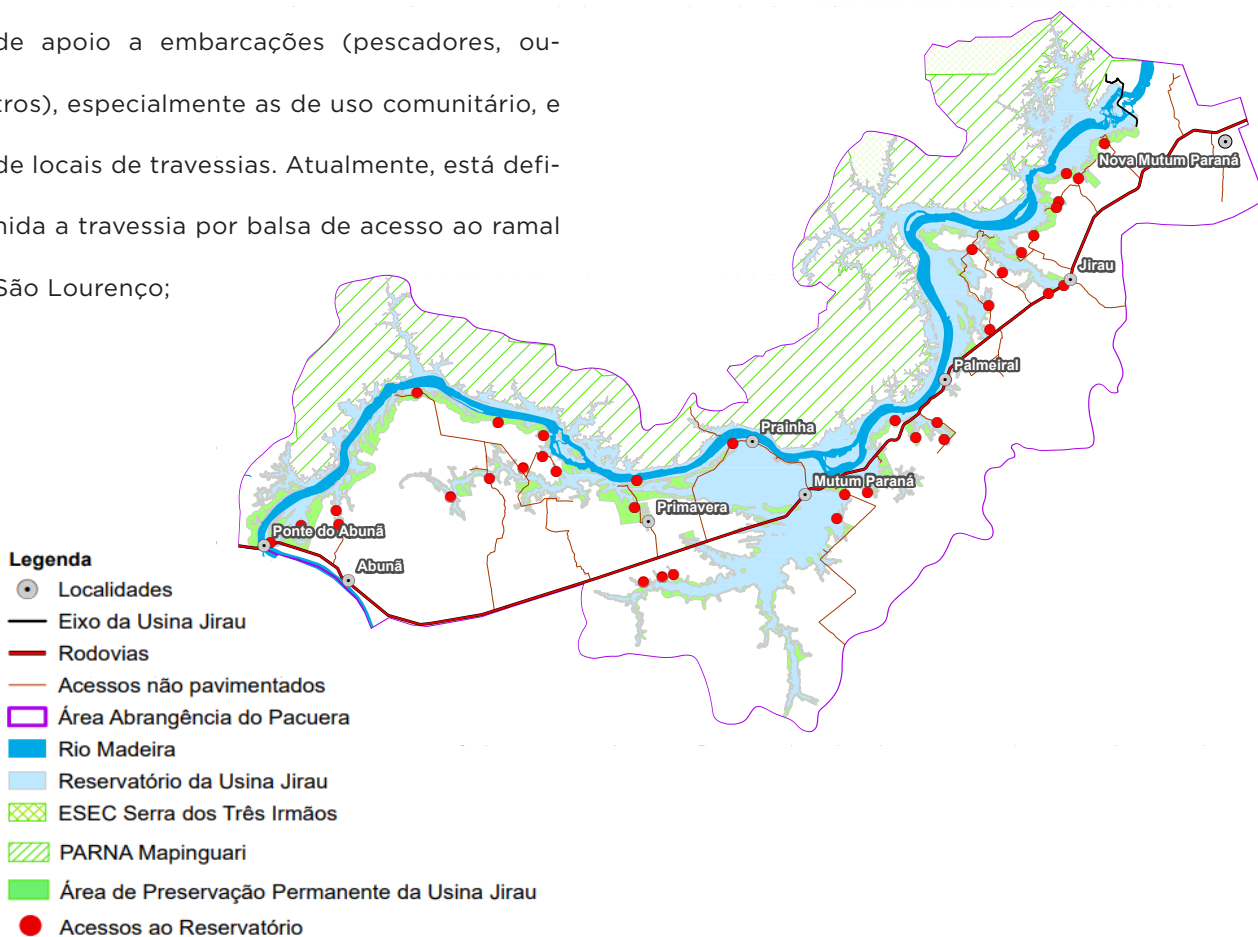 de apoio a embarcações (pescadores, ou-
tros), especialmente as de uso comunitário, e
de locais de travessias. Atualmente, está defi-
nida a travessia por balsa de acesso ao ramal
São Lourenço;
Nova Mutum Paraná
Jirau
Palmeiral
Prainha
Mutum Paraná
Primavera
Ponte do Abunã
Abunã
Legenda
Localidades
Eixo da Usina Jirau
Rodovias
Acessos não pavimentados
Área Abrangência do Pacuera
Rio Madeira
Reservatório da Usina Jirau
ESEC Serra dos Três Irmãos
PARNA Mapinguari
Área de Preservação Permanente da Usina Jirau
Acessos ao Reservatório